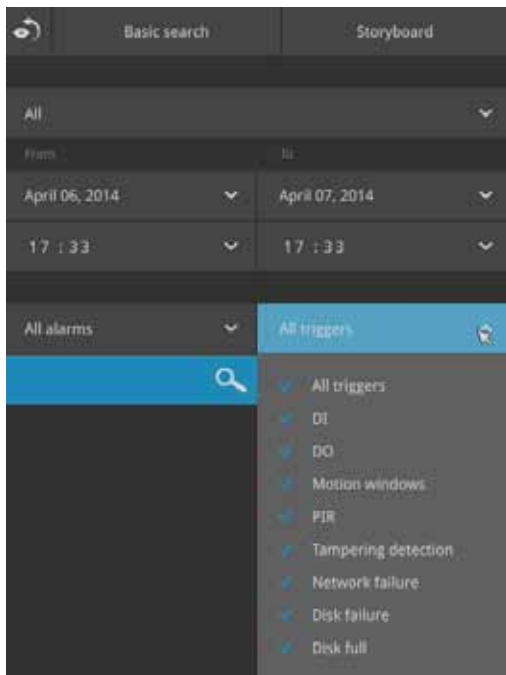 Basic search Storyboard
All
From To
April 06, 2014 April 07, 2014
17 : 33 17 : 33
All alarms All triggers
All triggers
DI
DO
Motion windows
PIR
Tampering detection
Network failure
Disk failure
Disk full